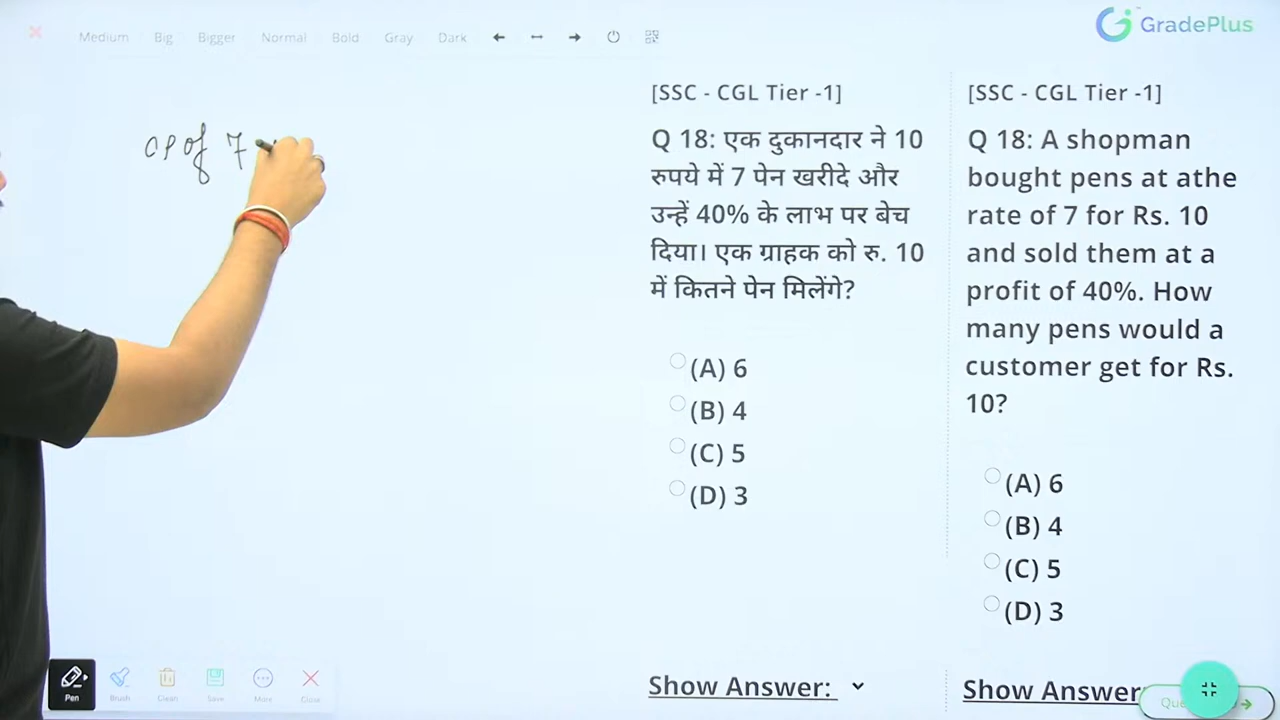 Medium Big Bigger Normal Bold Gray Dark
GradePlus
CP of 7
[SSC - CGL Tier -1]
Q 18: एक दुकानदार ने 10
रुपये में 7 पेन खरीदे और
उन्हें 40% के लाभ पर बेच
दिया। एक ग्राहक को रु. 10
में कितने पेन मिलेंगे?
(A) 6
(B) 4
(C) 5
(D) 3
Show Answer:
[SSC - CGL Tier -1]
Q 18: A shopman
bought pens at athe
rate of 7 for Rs. 10
and sold them at a
profit of 40%. How
many pens would a
customer get for Rs.
10?
(A) 6
(B) 4
(C) 5
(D) 3
Show Answer
Pen Brush Clean Save More Close